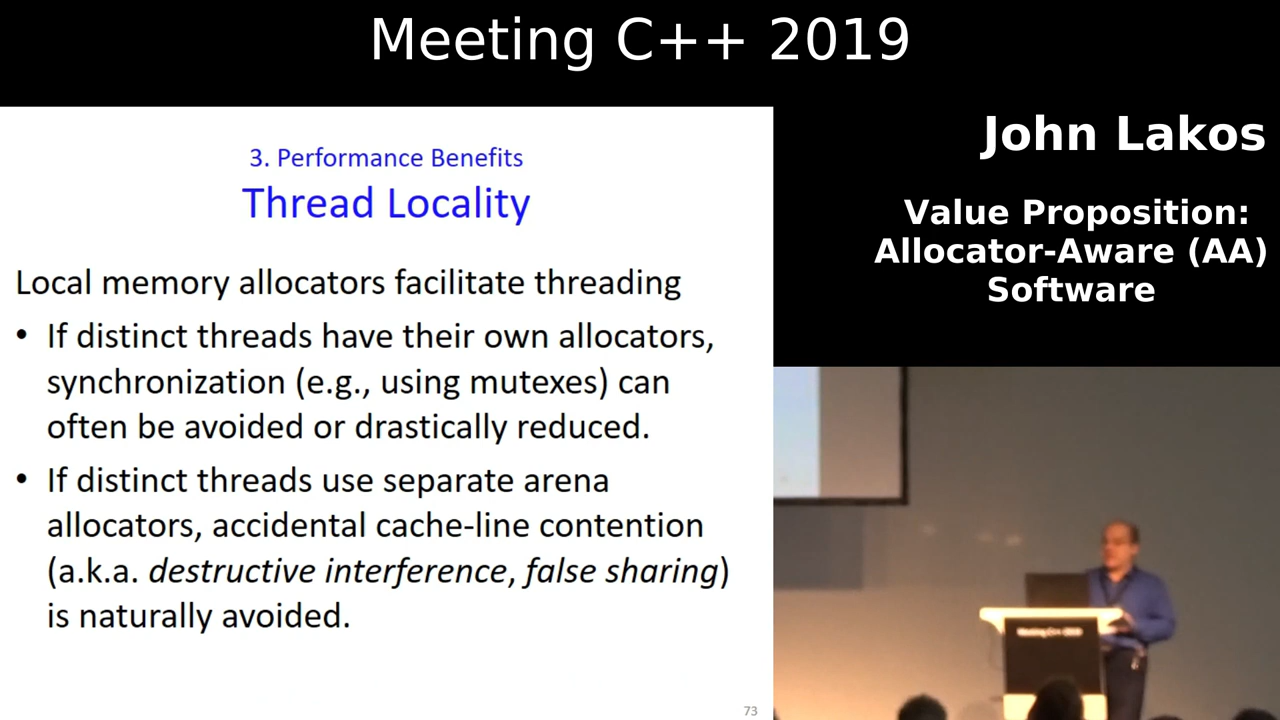 Meeting C++ 2019
John Lakos
Value Proposition:
Allocator-Aware (AA)
Software
3. Performance Benefits
Thread Locality
Local memory allocators facilitate threading
• If distinct threads have their own allocators,
synchronization (e.g., using mutexes) can
often be avoided or drastically reduced.
• If distinct threads use separate arena
allocators, accidental cache-line contention
(a.k.a. destructive interference, false sharing)
is naturally avoided.
73
Meeting C++ 2019